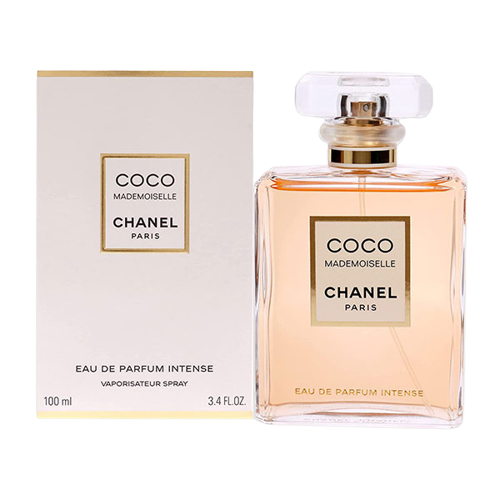 COCO
MADEMOISELLE
CHANEL
PARIS
EAU DE PARFUM INTENSE
VAPORISATEUR SPRAY
100 ml 3.4 FL.OZ.
COCO
MADEMOISELLE
CHANEL
PARIS
EAU DE PARFUM INTENSE